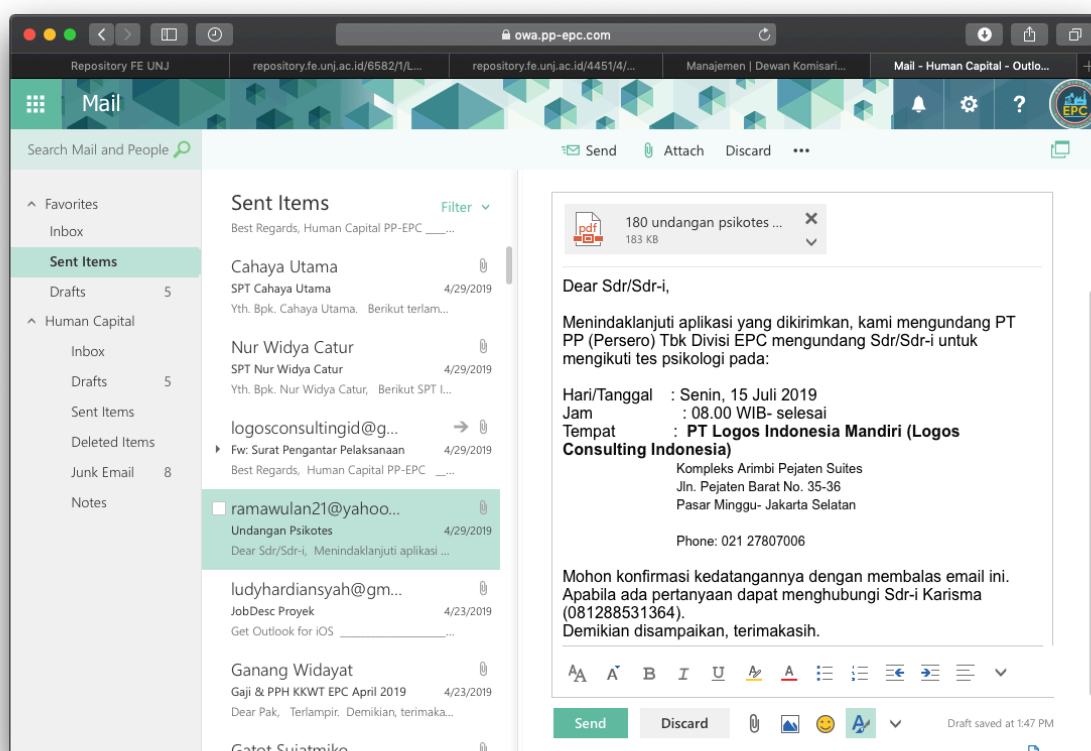 owa.pp-epc.com
Repository FE UNJ
repository.fe.unj.ac.id/6582/1/L...
repository.fe.unj.ac.id/4451/4/...
Manajemen | Dewan Komisari...
Mail - Human Capital - Outlo...
Mail
?
EPC
Search Mail and People
Send
Attach
Discard
•••
Favorites
Inbox
Sent Items
Drafts 5
Human Capital
Inbox
Drafts 5
Sent Items
Deleted Items
Junk Email 8
Notes
Sent Items
Filter
Best Regards, Human Capital PP-EPC ___...
Cahaya Utama
SPT Cahaya Utama 4/29/2019
Yth. Bpk. Cahaya Utama. Berikut terlam...
Nur Widya Catur
SPT Nur Widya Catur 4/29/2019
Yth. Bpk. Nur Widya Catur, Berikut SPT l...
logosconsultingid@g...
Fw: Surat Pengantar Pelaksanaan 4/29/2019
Best Regards, Human Capital PP-EPC __...
ramawulan21@yahoo...
Undangan Psikotes 4/29/2019
Dear Sdr/Sdr-i, Menindaklanjuti aplikasi ...
ludyhardiansyah@gm...
JobDesc Proyek 4/23/2019
Get Outlook for iOS ________________...
Ganang Widayat
Gaji & PPH KKWT EPC April 2019 4/23/2019
Dear Pak, Terlampir. Demikian, terimaka...
Gatot Sujatmiko
pdf
180 undangan psikotes ...
183 KB
Dear Sdr/Sdr-i,
Menindaklanjuti aplikasi yang dikirimkan, kami mengundang PT
PP (Persero) Tbk Divisi EPC mengundang Sdr/Sdr-i untuk
mengikuti tes psikologi pada:
Hari/Tanggal : Senin, 15 Juli 2019
Jam : 08.00 WIB- selesai
Tempat : PT Logos Indonesia Mandiri (Logos
Consulting Indonesia)
Kompleks Arimbi Pejaten Suites
Jln. Pejaten Barat No. 35-36
Pasar Minggu- Jakarta Selatan
Phone: 021 27807006
Mohon konfirmasi kedatangannya dengan membalas email ini.
Apabila ada pertanyaan dapat menghubungi Sdr-i Karisma
(081288531364).
Demikian disampaikan, terimakasih.
AA A B I U A
Send
Discard
Draft saved at 1:47 PM